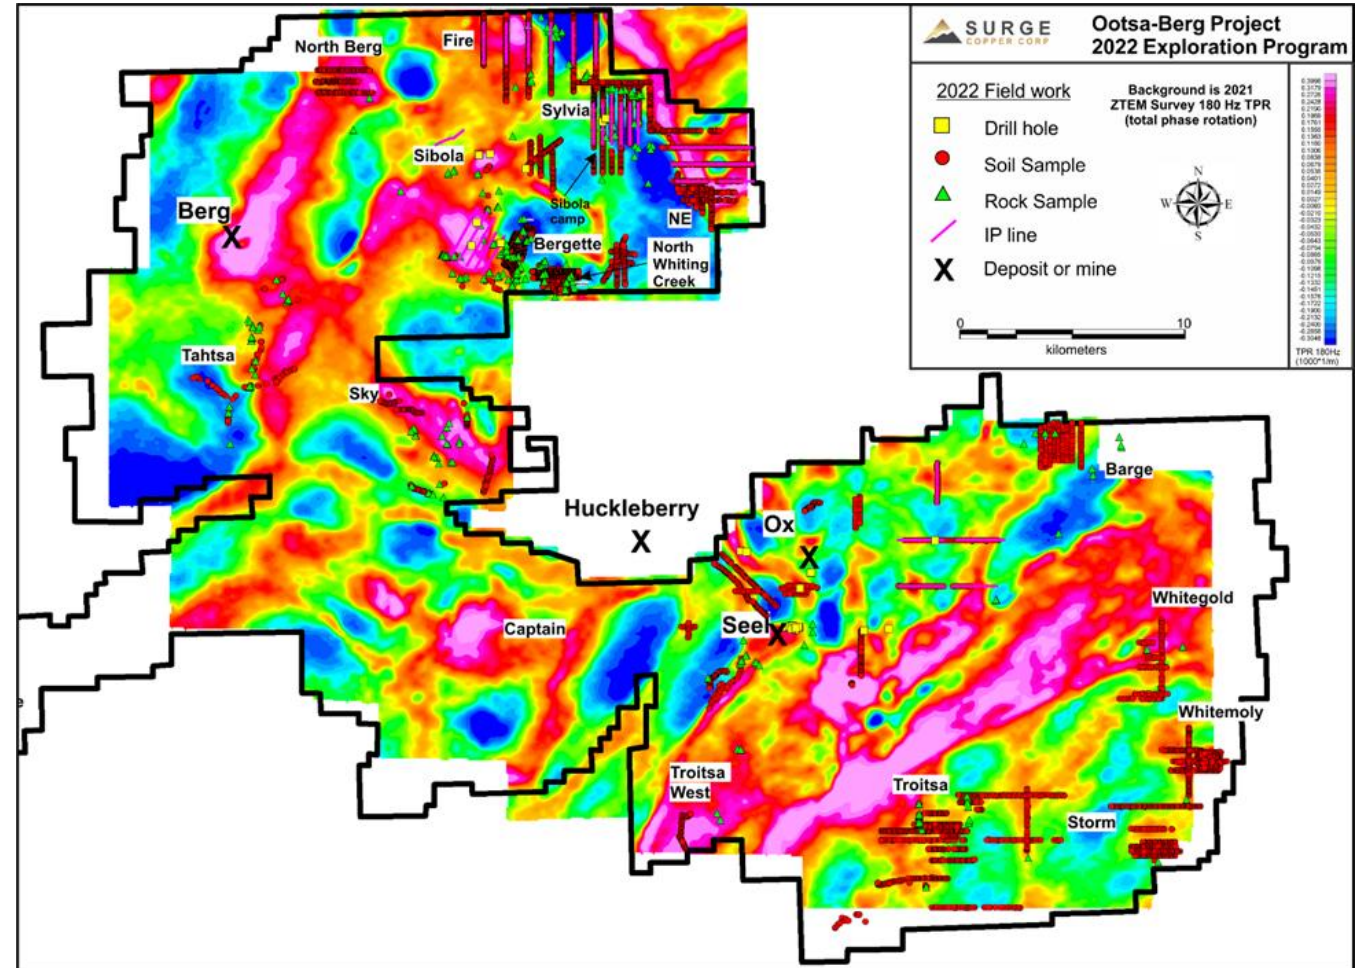 SURGE
COPPER CORP
Ootsa-Berg Project
2022 Exploration Program
2022 Field work
Drill hole
Soil Sample
Rock Sample
IP line
X
Deposit or mine
Background is 2021
ZTEM Survey 180 Hz TPR
(total phase rotation)
N
W
E
S
0
10
kilometers
TPR 180Hz
(1000*1/m)
North Berg
Fire
Sylvia
Sibola
Sibola
camp
NE
Berg
X
Bergette
North
Whiting
Creek
Tahtsa
Sky
Huckleberry
X
Ox
X
Barge
Seel
X
Captain
Whitegold
Whitemoly
Troitsa
West
Troitsa
Storm
e